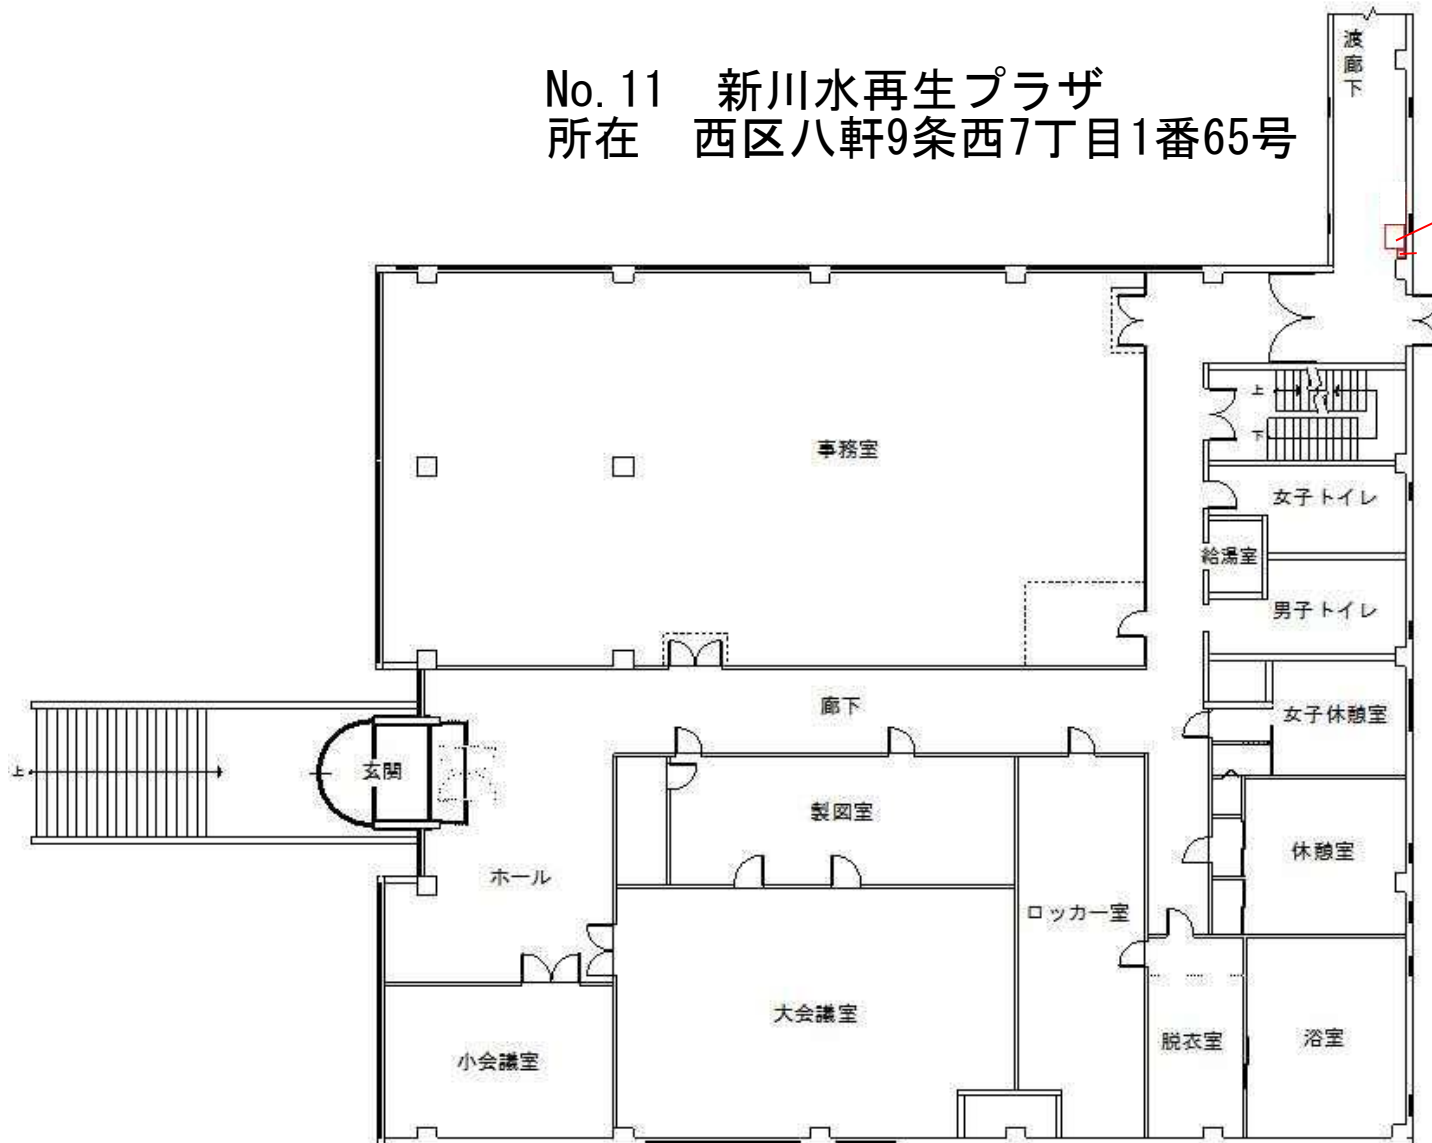 渡廊下
No.11　新川水再生プラザ
所在　西区八軒9条西7丁目1番65号
上
下
事務室
女子トイレ
給湯室
男子トイレ
廊下
女子休憩室
上
玄関
製図室
休憩室
ホール
ロッカー室
大会議室
脱衣室
浴室
小会議室